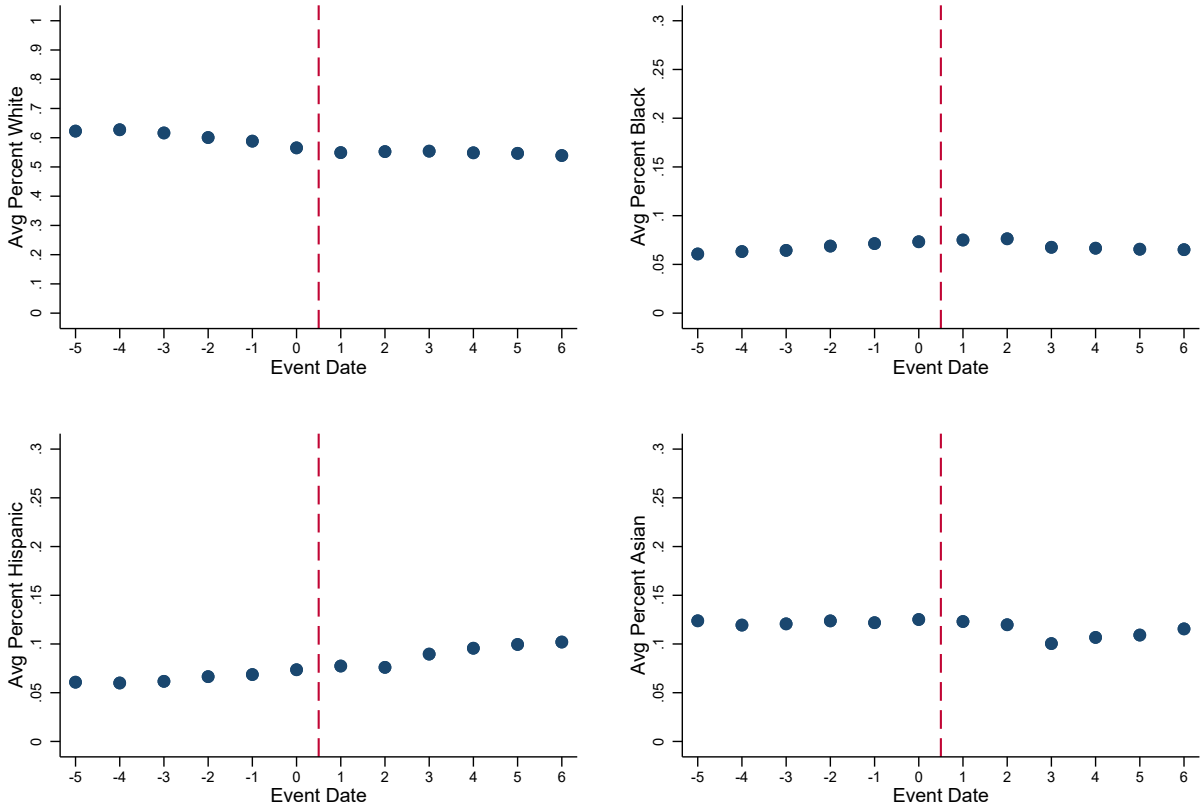 Avg Percent White
1
.9
.8
.7
.6
.5
.4
.3
.2
.1
0
-5 -4 -3 -2 -1 0 1 2 3 4 5 6
Event Date
Avg Percent Black
.3
.25
.2
.15
.1
.05
0
-5 -4 -3 -2 -1 0 1 2 3 4 5 6
Event Date
Avg Percent Hispanic
.3
.25
.2
.15
.1
.05
0
-5 -4 -3 -2 -1 0 1 2 3 4 5 6
Event Date
Avg Percent Asian
.3
.25
.2
.15
.1
.05
0
-5 -4 -3 -2 -1 0 1 2 3 4 5 6
Event Date